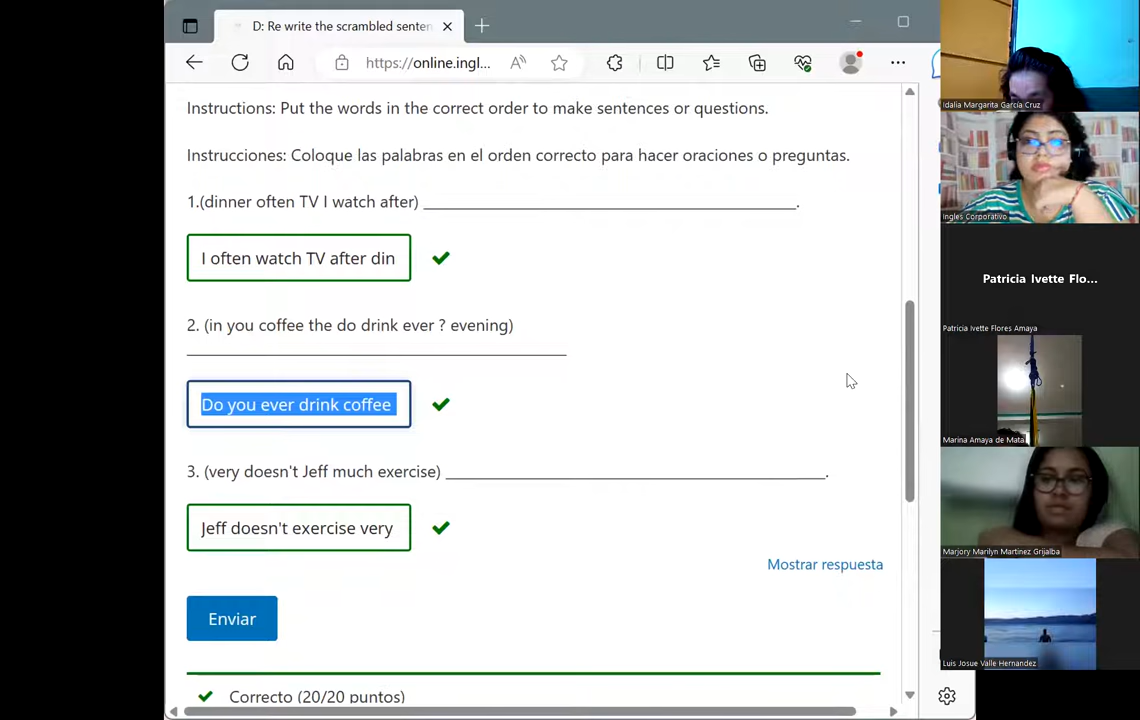 D: Re write the scrambled senten
https://online.ingl...
Instructions: Put the words in the correct order to make sentences or questions.
Instrucciones: Coloque las palabras en el orden correcto para hacer oraciones o preguntas.
1.(dinner often TV I watch after) ________________________________________.
I often watch TV after din
2. (in you coffee the do drink ever ? evening)
________________________________________
Do you ever drink coffee
3. (very doesn't Jeff much exercise) ________________________________________.
Jeff doesn't exercise very
Mostrar respuesta
Enviar
Correcto (20/20 puntos)
Idalia Margarita García Cruz
Ingles Corporativo
Patricia Ivette Flo...
Patricia Ivette Flores Amaya
Marina Amaya de Mata
Marjory Marilyn Martinez Grijalba
Luis Josue Valle Hernandez